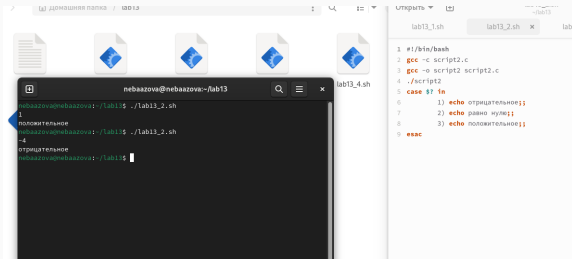 Домашняя папка / lab13
Открыть
~/lab13
lab13_1.sh
lab13_2.sh ×
lab
lab13_4.sh
nebaazova@nebaazova:~/lab13
nebaazova@nebaazova:~/lab13$ ./lab13_2.sh
1
положительное
nebaazova@nebaazova:~/lab13$ ./lab13_2.sh
-4
отрицательное
nebaazova@nebaazova:~/lab13$
1 #!/bin/bash
2 gcc -c script2.c
3 gcc -o script2 script2.c
4 ./script2
5 case $? in
6 1) echo отрицательное;;
7 2) echo равно нулю;;
8 3) echo положительное;;
9 esac